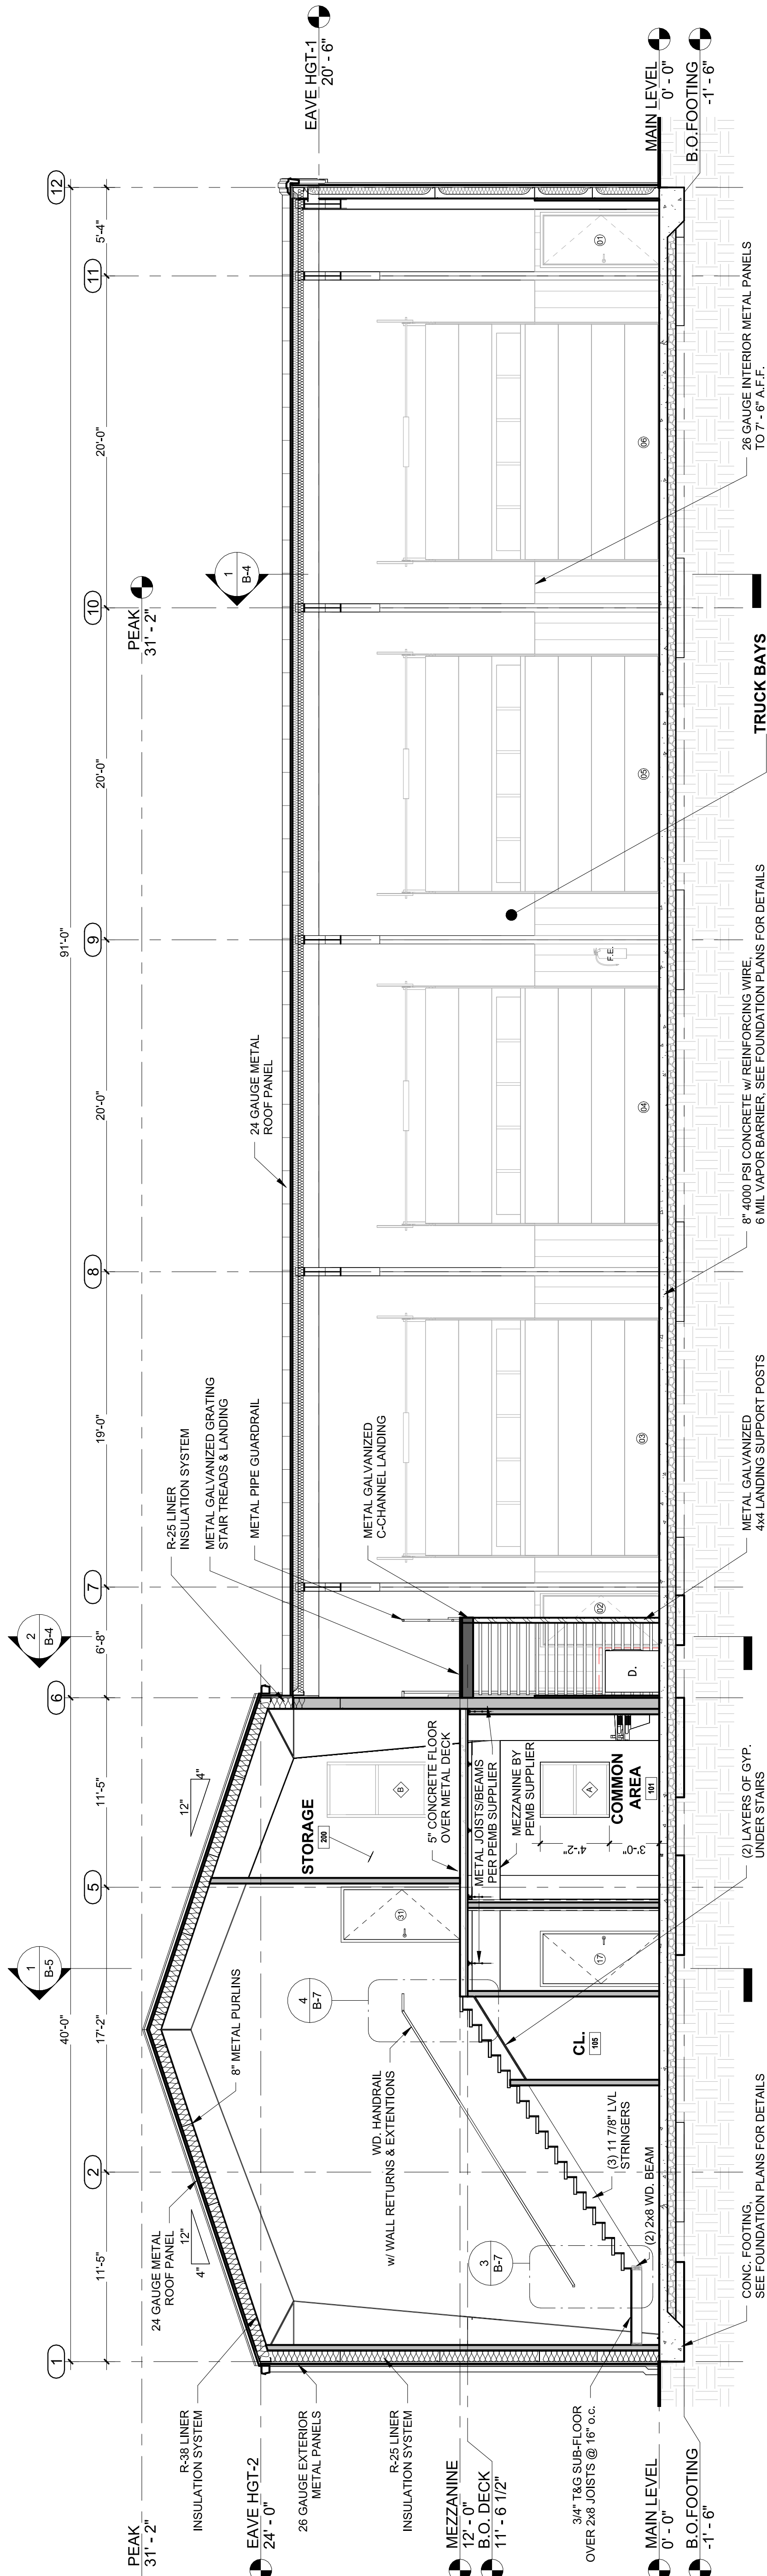 PEAK
31' - 2"
R-38 LINER
INSULATION SYSTEM
EAVE HGT-2
24' - 0"
26 GAUGE EXTERIOR
METAL PANELS
R-25 LINER
INSULATION SYSTEM
MEZZANINE
12' - 0"
B.O. DECK
11' - 6 1/2"
3/4" T&G SUB-FLOOR
OVER 2x8 JOISTS @ 16" o.c.
MAIN LEVEL
0' - 0"
B.O.FOOTING
-1' - 6"
1
2
5
6
7
8
9
10
11
12
40'-0"
91'-0"
11'-5"
17'-2"
11'-5"
6'-8"
19'-0"
20'-0"
20'-0"
20'-0"
5'-4"
1
B-5
2
B-4
1
B-4
24 GAUGE METAL
ROOF PANEL
12"
4"
8" METAL PURLINS
12"
4"
WD. HANDRAIL
w/ WALL RETURNS & EXTENTIONS
4
B-7
3
B-7
(3) 11 7/8" LVL
STRINGERS
(2) 2x8 WD. BEAM
CL.
105
17
31
STORAGE
200
B
5" CONCRETE FLOOR
OVER METAL DECK
METAL JOISTS/BEAMS
PER PEMB SUPPLIER
MEZZANINE BY
PEMB SUPPLIER
A
4'-2"
3'-0"
COMMON
AREA
101
D.
02
R-25 LINER
INSULATION SYSTEM
METAL GALVANIZED GRATING
STAIR TREADS & LANDING
METAL PIPE GUARDRAIL
METAL GALVANIZED
C-CHANNEL LANDING
24 GAUGE METAL
ROOF PANEL
PEAK
31' - 2"
03
04
F.E.
05
06
01
EAVE HGT-1
20' - 6"
MAIN LEVEL
0' - 0"
B.O.FOOTING
-1' - 6"
CONC. FOOTING,
SEE FOUNDATION PLANS FOR DETAILS
(2) LAYERS OF GYP.
UNDER STAIRS
METAL GALVANIZED
4x4 LANDING SUPPORT POSTS
8" 4000 PSI CONCRETE w/ REINFORCING WIRE,
6 MIL VAPOR BARRIER, SEE FOUNDATION PLANS FOR DETAILS
TRUCK BAYS
26 GAUGE INTERIOR METAL PANELS
TO 7' - 6" A.F.F.